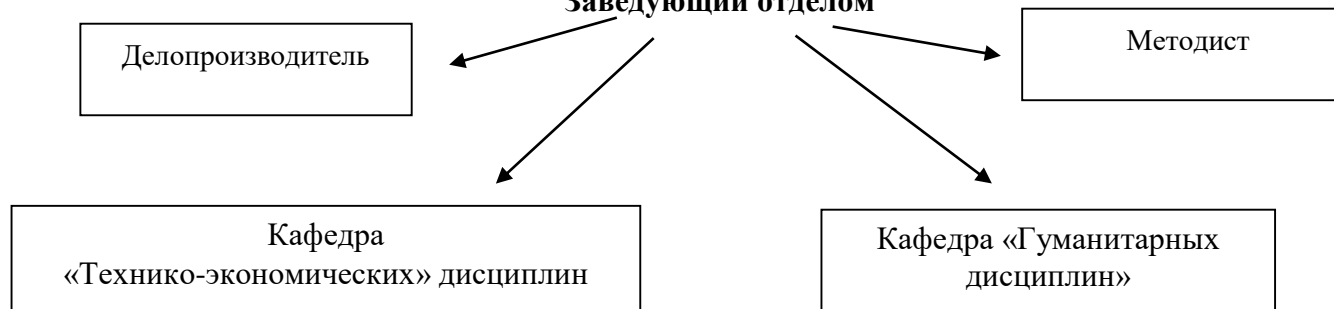 Заведующий отделом
Делопроизводитель
Методист
Кафедра
«Технико-экономических» дисциплин
Кафедра «Гуманитарных
дисциплин»